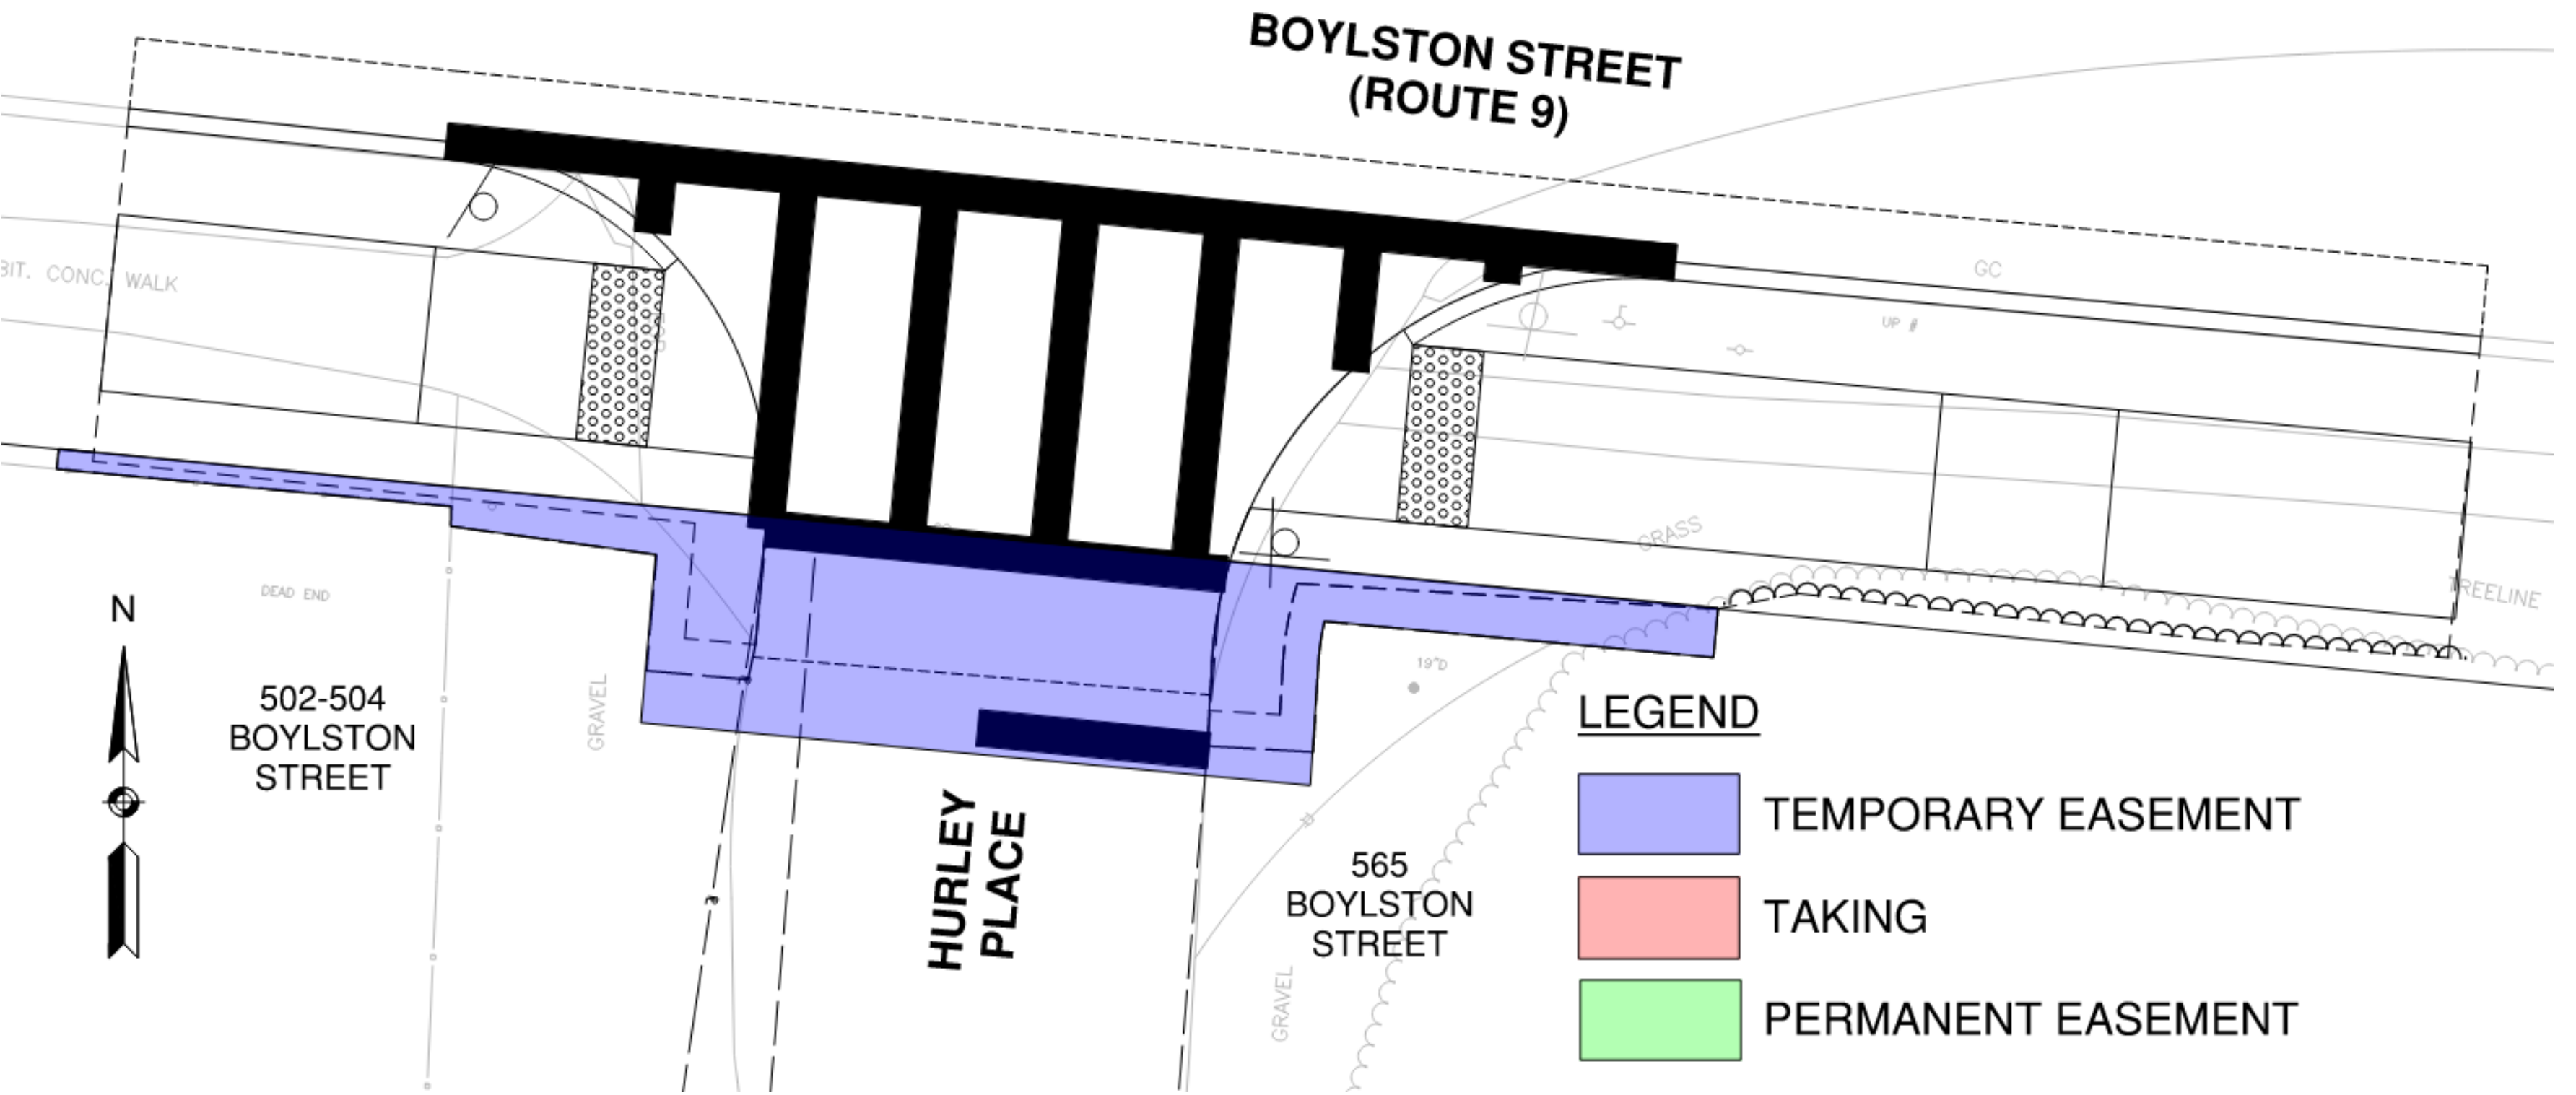 BOYLSTON STREET
(ROUTE 9)
GC
BIT. CONC. WALK
UP #
GRASS
TREELINE
DEAD END
N
19"D
502-504
BOYLSTON
STREET
GRAVEL
HURLEY
PLACE
565
BOYLSTON
STREET
GRAVEL
LEGEND
TEMPORARY EASEMENT
TAKING
PERMANENT EASEMENT